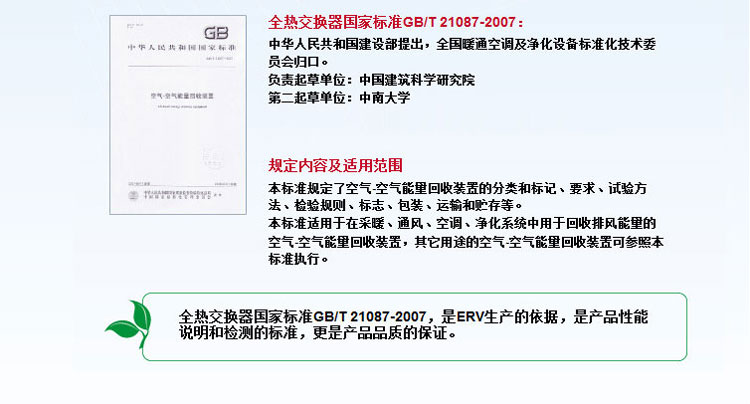 GB
中华人民共和国国家标准
空气-空气能量回收装置
全热交换器国家标准GB/T 21087-2007：
中华人民共和国建设部提出，全国暖通空调及净化设备标准化技术委
员会归口。
负责起草单位：中国建筑科学研究院
第二起草单位：中南大学
规定内容及适用范围
本标准规定了空气-空气能量回收装置的分类和标记、要求、试验方
法、检验规则、标志、包装、运输和贮存等。
本标准适用于在采暖、通风、空调、净化系统中用于回收排风能量的
空气-空气能量回收装置，其它用途的空气-空气能量回收装置可参照本
标准执行。
全热交换器国家标准GB/T 21087-2007，是ERV生产的依据，是产品性能
说明和检测的标准，更是产品品质的保证。